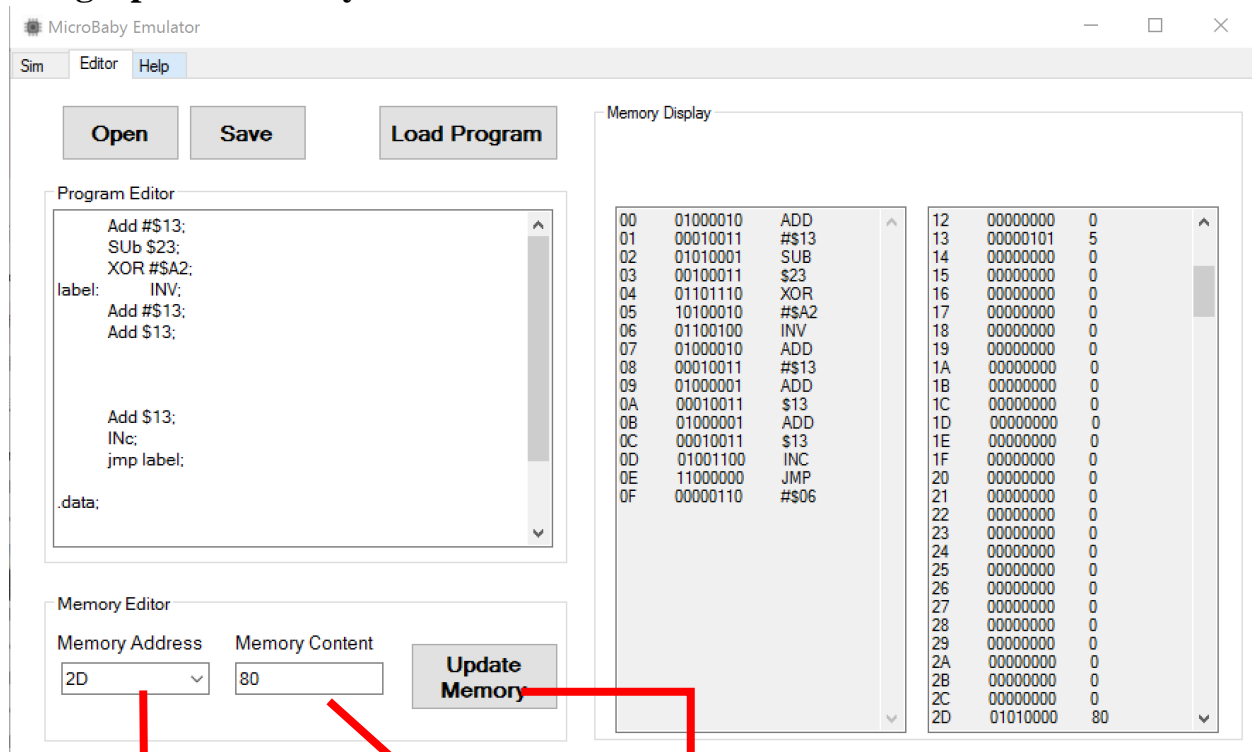 MicroBaby Emulator
Sim Editor Help
Open Save Load Program
Program Editor
Add #$13;
SUb $23;
XOR #$A2;
label: INV;
Add #$13;
Add $13;
Add $13;
INc;
jmp label;
.data;
Memory Editor
Memory Address Memory Content
2D 80
Update
Memory
Memory Display
00 01000010 ADD
01 00010011 #$13
02 01010001 SUB
03 00100011 $23
04 01101110 XOR
05 10100010 #$A2
06 01100100 INV
07 01000010 ADD
08 00010011 #$13
09 01000001 ADD
0A 00010011 $13
0B 01000001 ADD
0C 00010011 $13
0D 01001100 INC
0E 11000000 JMP
0F 00000110 #$06
12 00000000 0
13 00000101 5
14 00000000 0
15 00000000 0
16 00000000 0
17 00000000 0
18 00000000 0
19 00000000 0
1A 00000000 0
1B 00000000 0
1C 00000000 0
1D 00000000 0
1E 00000000 0
1F 00000000 0
20 00000000 0
21 00000000 0
22 00000000 0
23 00000000 0
24 00000000 0
25 00000000 0
26 00000000 0
27 00000000 0
28 00000000 0
29 00000000 0
2A 00000000 0
2B 00000000 0
2C 00000000 0
2D 01010000 80